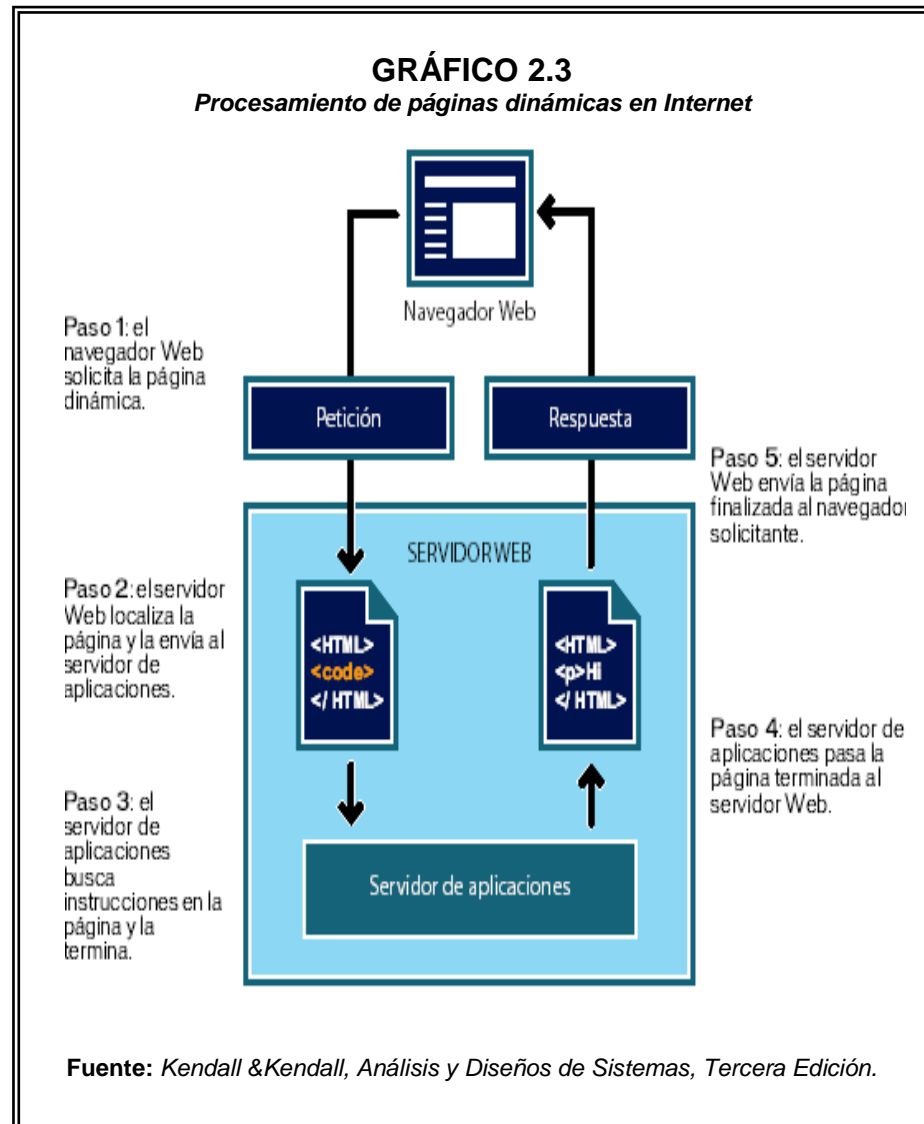 GRÁFICO 2.3
Procesamiento de páginas dinámicas en Internet
Navegador Web
Paso 1: el
navegador Web
solicita la página
dinámica.
Petición
Respuesta
Paso 5: el servidor
Web envía la página
finalizada al navegador
solicitante.
SERVIDOR WEB
Paso 2: el servidor
Web localiza la
página y la envía al
servidor de
aplicaciones.
<HTML>
<code>
</ HTML>
<HTML>
<p>Hi
</ HTML>
Paso 4: el servidor de
aplicaciones pasa la
página terminada al
servidor Web.
Paso 3: el
servidor de
aplicaciones
busca
instrucciones en la
página y la
termina.
Servidor de aplicaciones
Fuente: Kendall &Kendall, Análisis y Diseños de Sistemas, Tercera Edición.